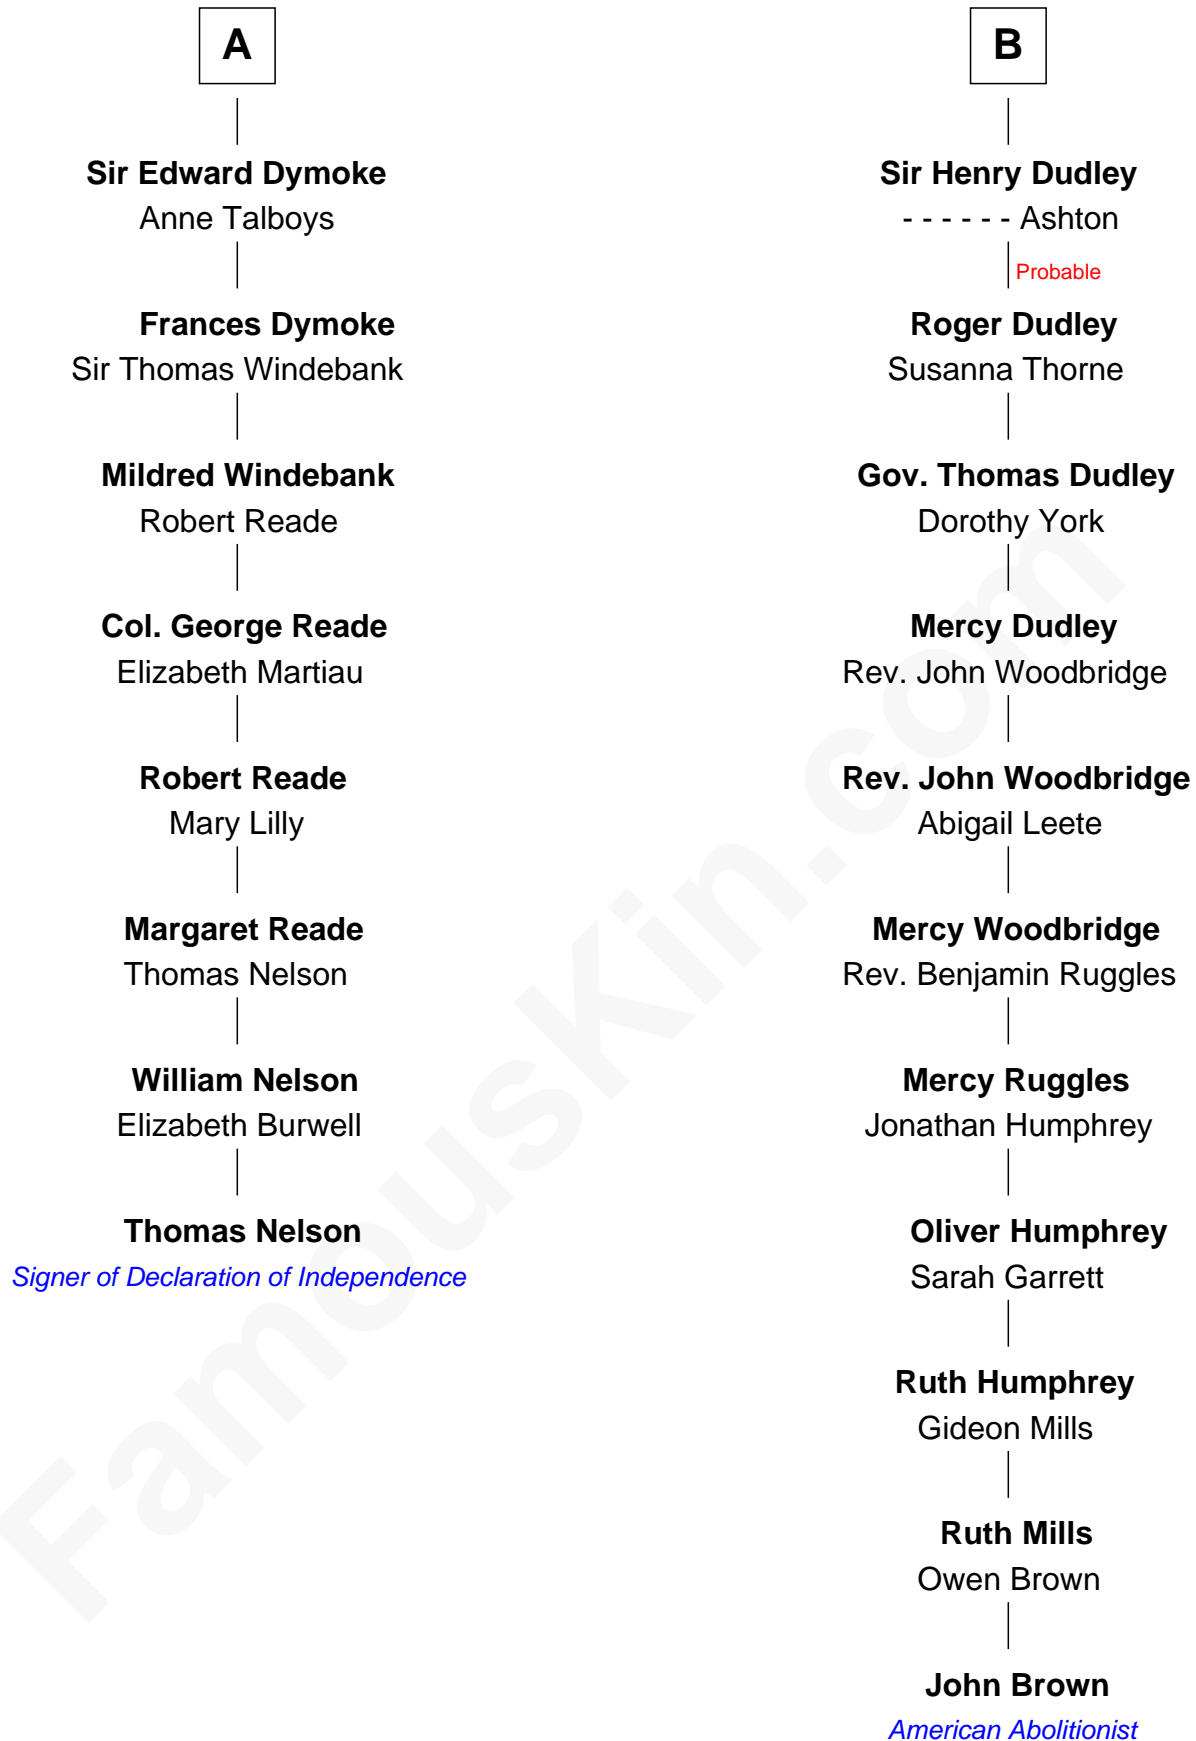 A
Sir Edward Dymoke
Anne Talboys
Frances Dymoke
Sir Thomas Windebank
Mildred Windebank
Robert Reade
Col. George Reade
Elizabeth Martiau
Robert Reade
Mary Lilly
Margaret Reade
Thomas Nelson
William Nelson
Elizabeth Burwell
Thomas Nelson
Signer of Declaration of Independence
B
Sir Henry Dudley
- - - - - - Ashton
Probable
Roger Dudley
Susanna Thorne
Gov. Thomas Dudley
Dorothy York
Mercy Dudley
Rev. John Woodbridge
Rev. John Woodbridge
Abigail Leete
Mercy Woodbridge
Rev. Benjamin Ruggles
Mercy Ruggles
Jonathan Humphrey
Oliver Humphrey
Sarah Garrett
Ruth Humphrey
Gideon Mills
Ruth Mills
Owen Brown
John Brown
American Abolitionist
FamousKin.com